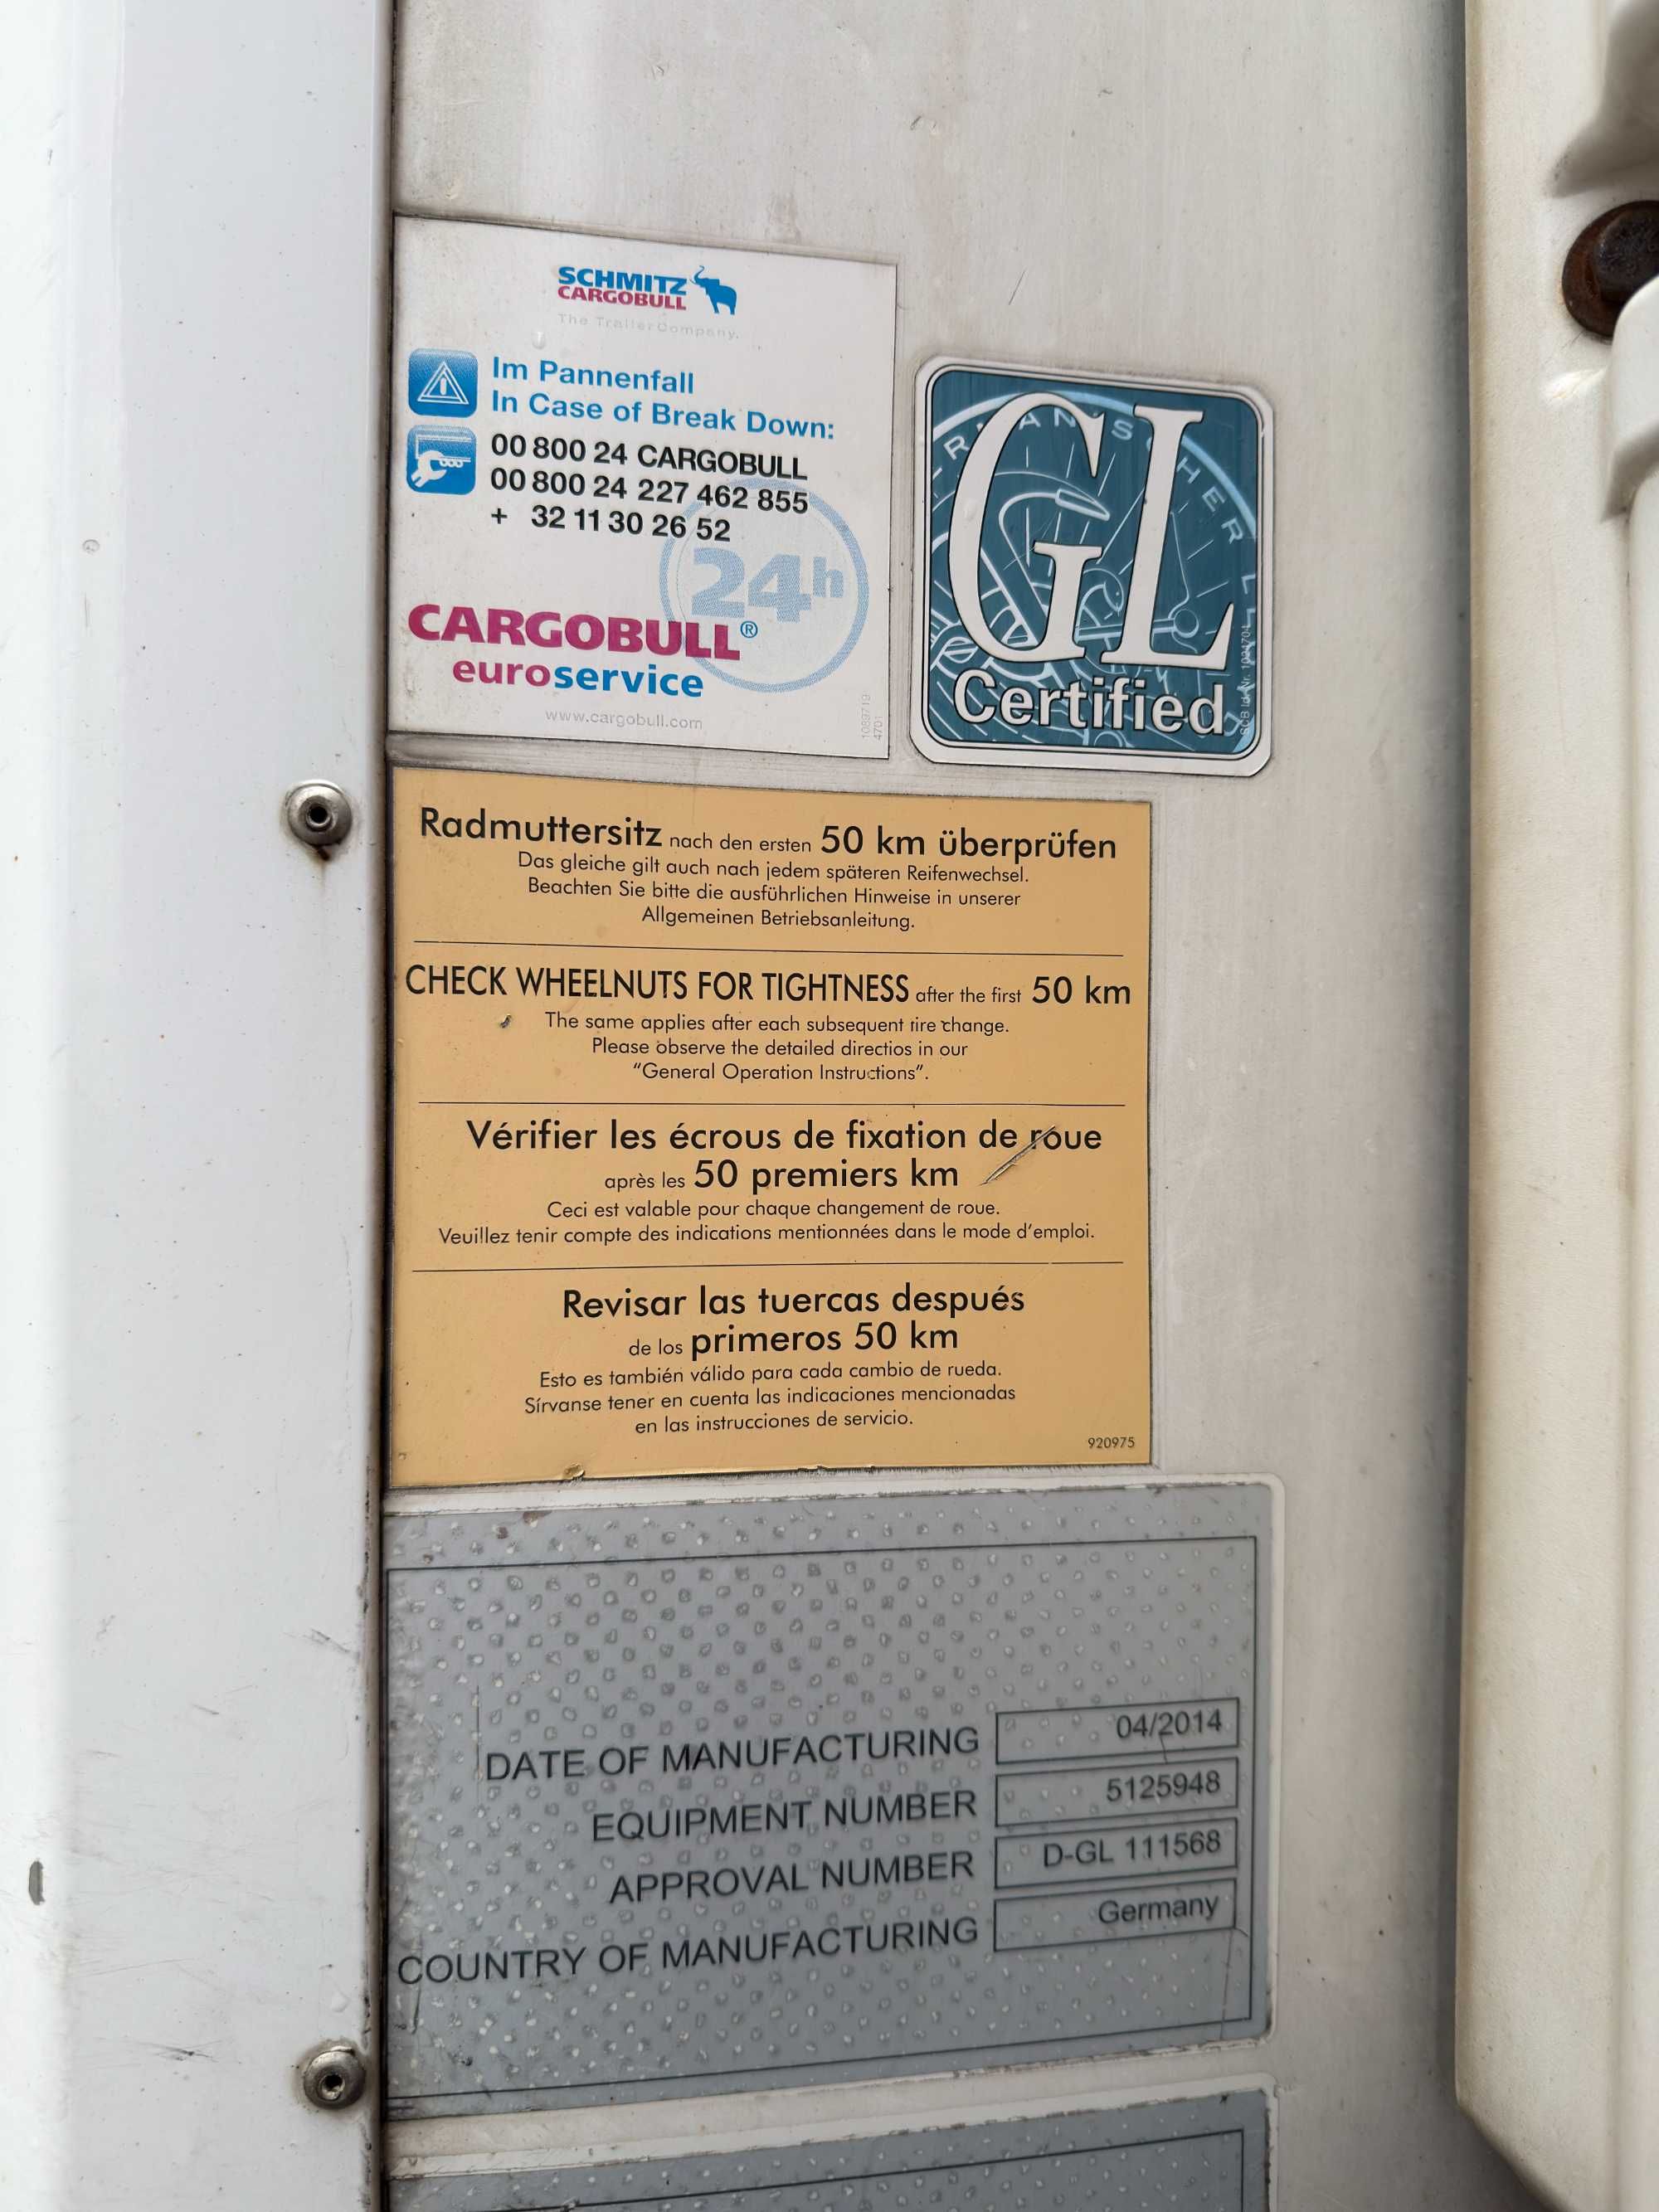 SCHMITZ
CARGOBULL
The Trailer Company.
Im Pannenfall
In Case of Break Down:
00 800 24 CARGOBULL
00 800 24 227 462 855
+ 32 11 30 26 52
24h
CARGOBULL®
euroservice
www.cargobull.com
1089719
4701
GL
Certified
Radmuttersitz nach den ersten 50 km überprüfen
Das gleiche gilt auch nach jedem späteren Reifenwechsel.
Beachten Sie bitte die ausführlichen Hinweise in unserer
Allgemeinen Betriebsanleitung.
CHECK WHEELNUTS FOR TIGHTNESS after the first 50 km
The same applies after each subsequent tire change.
Please observe the detailed directios in our
“General Operation Instructions”.
Vérifier les écrous de fixation de roue
après les 50 premiers km
Ceci est valable pour chaque changement de roue.
Veuillez tenir compte des indications mentionnées dans le mode d’emploi.
Revisar las tuercas después
de los primeros 50 km
Esto es también válido para cada cambio de rueda.
Sírvanse tener en cuenta las indicaciones mencionadas
en las instrucciones de servicio.
920975
DATE OF MANUFACTURING 04/2014
EQUIPMENT NUMBER 5125948
APPROVAL NUMBER D-GL 111568
COUNTRY OF MANUFACTURING Germany